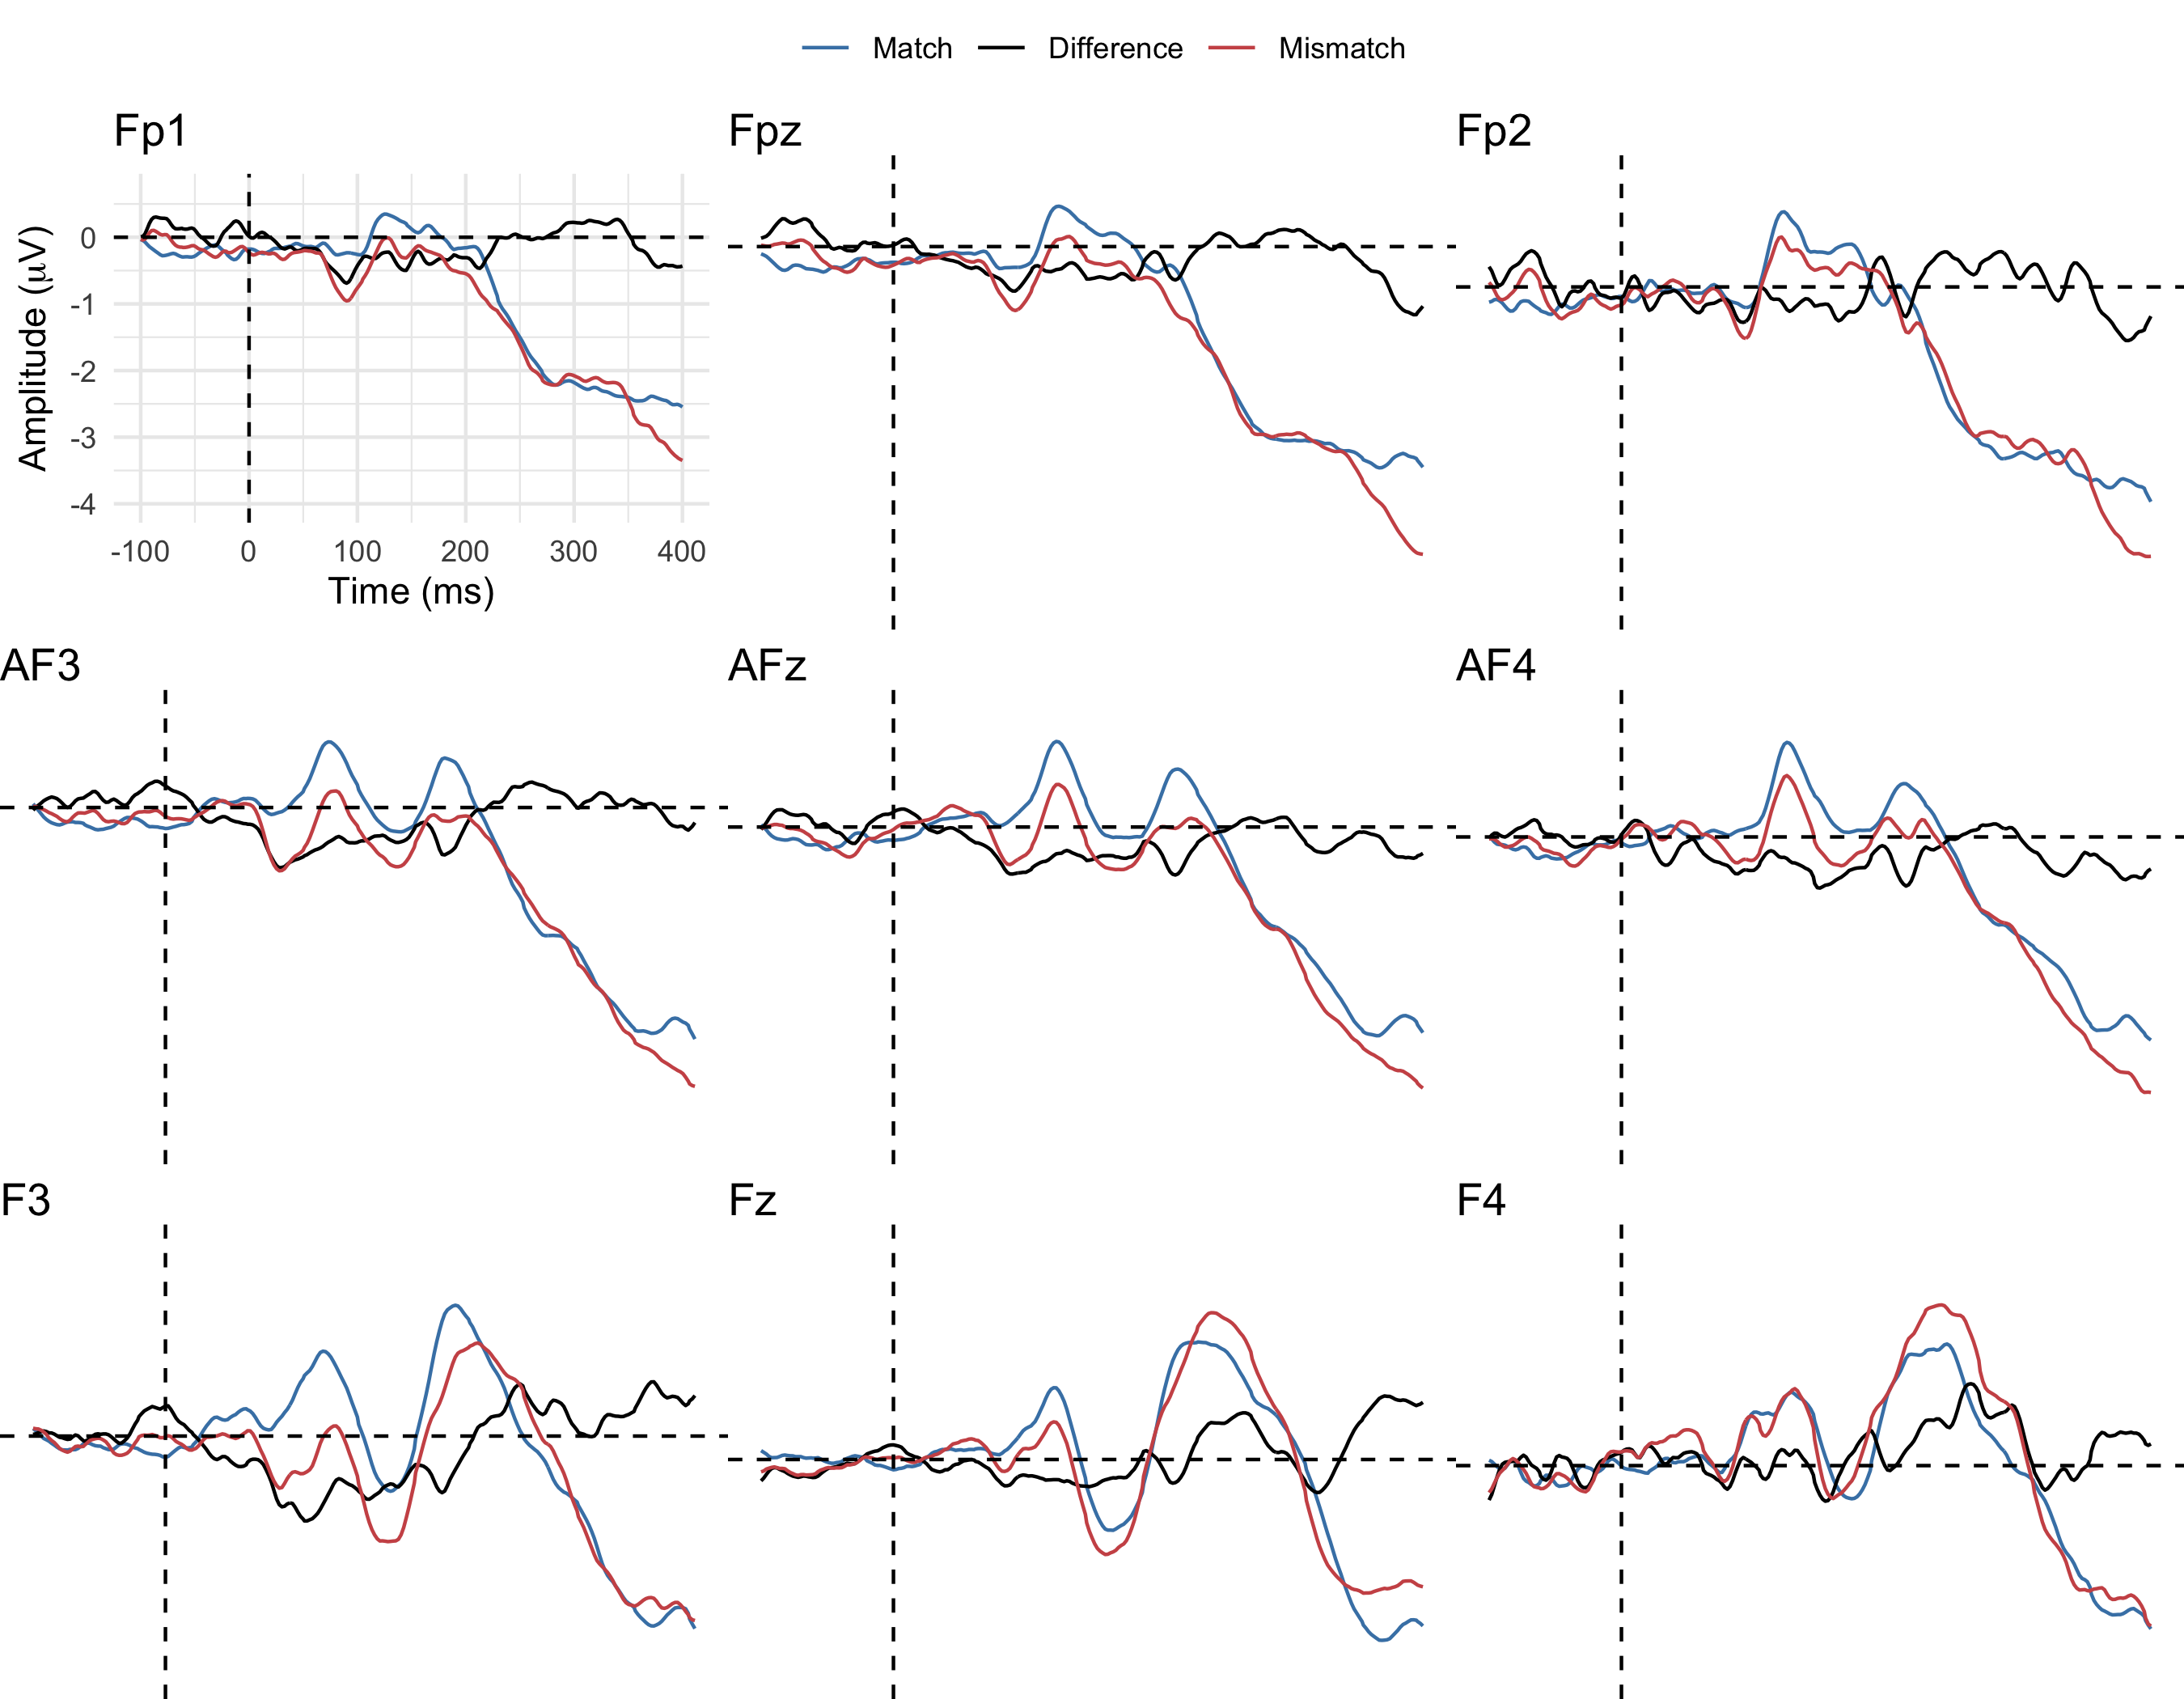 Match Difference Mismatch
Fp1
Fpz
Fp2
Amplitude (μV)
0
-1
-2
-3
-4
-100 0 100 200 300 400
Time (ms)
AF3
AFz
AF4
F3
Fz
F4